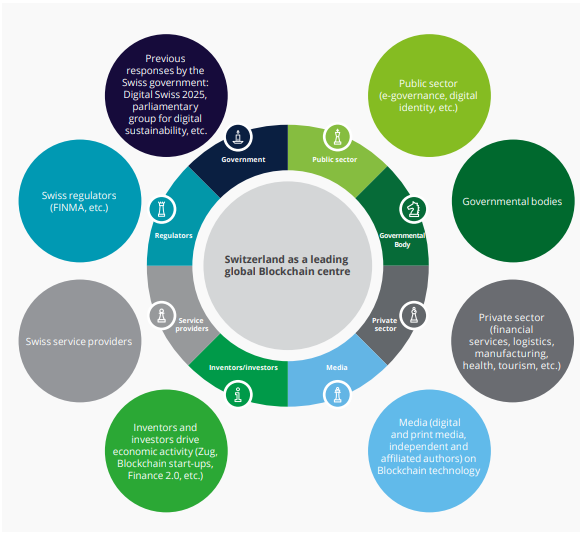 Previous
responses by the
Swiss government:
Digital Swiss 2025,
parliamentary
group for digital
sustainability, etc.
Public sector
(e-governance, digital
identity, etc.)
Government
Public sector
Swiss regulators
(FINMA, etc.)
Governmental bodies
Regulators
Governmental
Body
Switzerland as a leading
global Blockchain centre
Service
providers
Private
sector
Swiss service providers
Private sector
(financial
services, logistics,
manufacturing,
health, tourism, etc.)
Inventors/investors
Media
Inventors and
investors drive
economic activity (Zug,
Blockchain start-ups,
Finance 2.0, etc.)
Media (digital
and print media,
independent and
affiliated authors) on
Blockchain technology